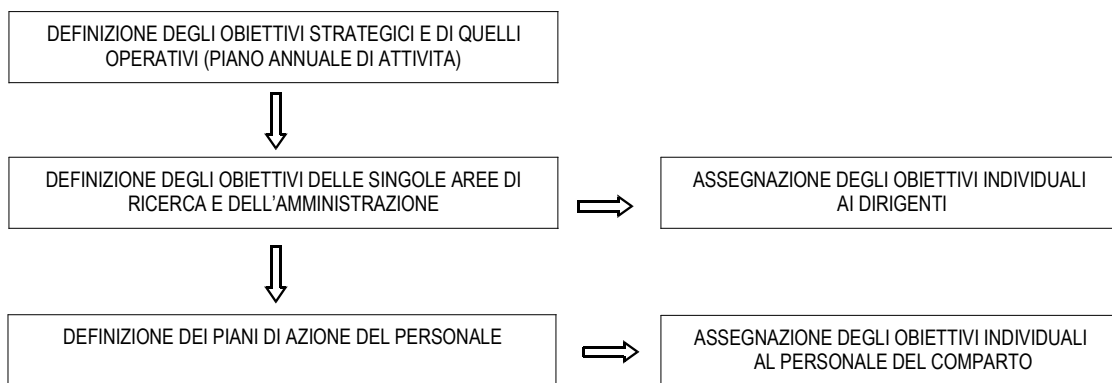 DEFINIZIONE DEGLI OBIETTIVI STRATEGICI E DI QUELLI
OPERATIVI (PIANO ANNUALE DI ATTIVITA)
DEFINIZIONE DEGLI OBIETTIVI DELLE SINGOLE AREE DI
RICERCA E DELL'AMMINISTRAZIONE
ASSEGNAZIONE DEGLI OBIETTIVI INDIVIDUALI
AI DIRIGENTI
DEFINIZIONE DEI PIANI DI AZIONE DEL PERSONALE
ASSEGNAZIONE DEGLI OBIETTIVI INDIVIDUALI
AL PERSONALE DEL COMPARTO